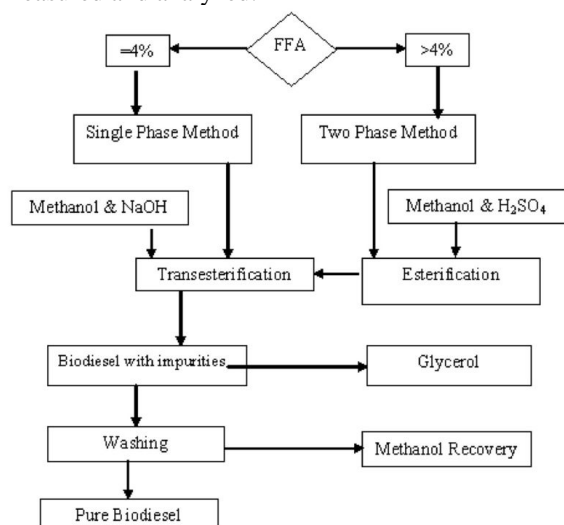 FFA
=4%
>4%
Single Phase Method
Two Phase Method
Methanol & NaOH
Methanol & H₂SO₄
Transesterification
Esterification
Biodiesel with impurities
Glycerol
Washing
Methanol Recovery
Pure Biodiesel